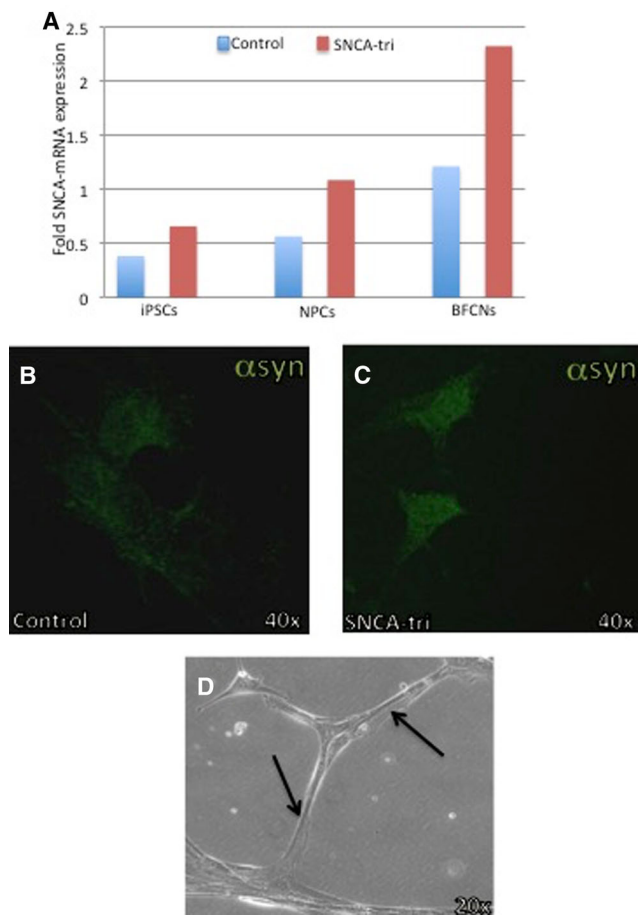 A
2.5
Control
SNCA-tri
2
1.5
1
0.5
0
Fold SNCA-mRNA expression
iPSCs
NPCs
BFCNs
B
αsyn
Control
40x
C
αsyn
SNCA-tri
40x
D
20x